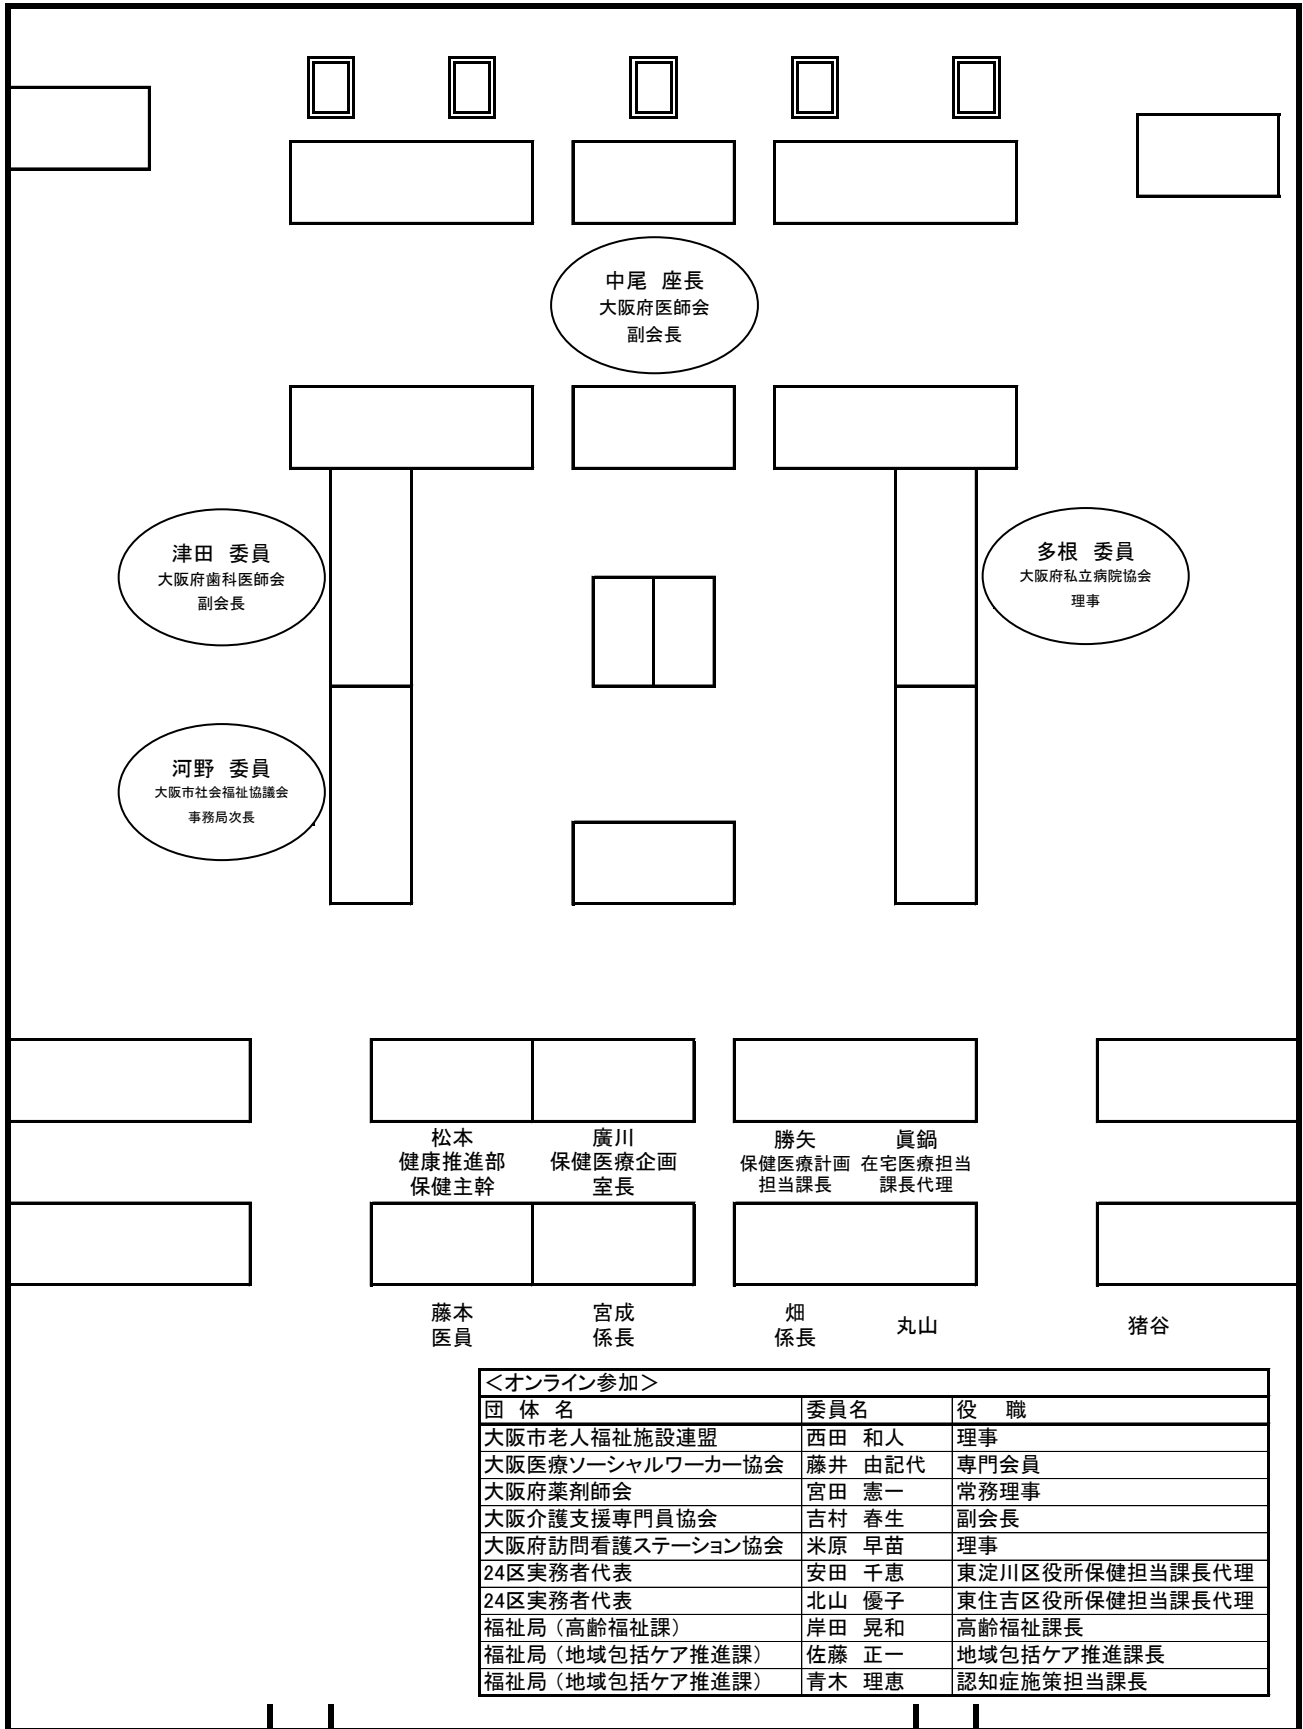 中尾　座長
大阪府医師会
副会長
津田　委員
大阪府歯科医師会
副会長
多根　委員
大阪府私立病院協会
理事
河野　委員
大阪市社会福祉協議会
事務局次長
松本
健康推進部
保健主幹
廣川
保健医療企画
室長
勝矢
保健医療計画
担当課長
眞鍋
在宅医療担当
課長代理
藤本
医員
宮成
係長
畑
係長
丸山
猪谷
＜オンライン参加＞
団　体　名　委員名　役　職
大阪市老人福祉施設連盟　西田　和人　理事
大阪医療ソーシャルワーカー協会　藤井　由記代　専門会員
大阪府薬剤師会　宮田　憲一　常務理事
大阪介護支援専門員協会　吉村　春生　副会長
大阪府訪問看護ステーション協会　米原　早苗　理事
24区実務者代表　安田　千恵　東淀川区役所保健担当課長代理
24区実務者代表　北山　優子　東住吉区役所保健担当課長代理
福祉局（高齢福祉課）　岸田　晃和　高齢福祉課長
福祉局（地域包括ケア推進課）　佐藤　正一　地域包括ケア推進課長
福祉局（地域包括ケア推進課）　青木　理恵　認知症施策担当課長